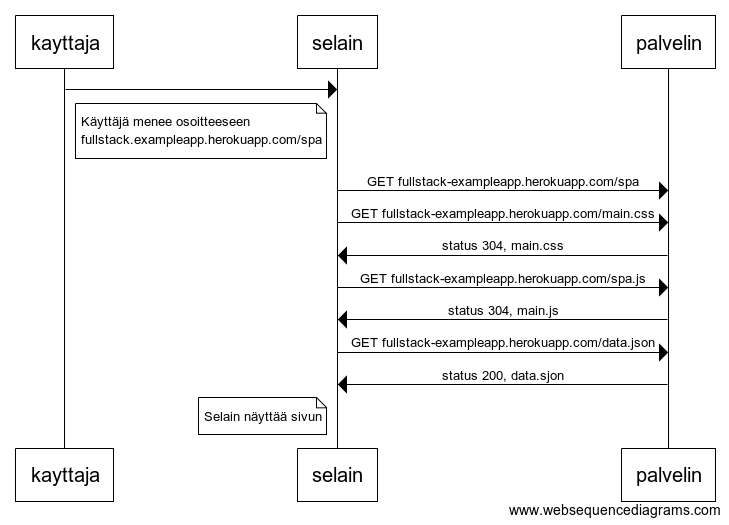 kayttaja
selain
palvelin
Käyttäjä menee osoitteeseen
fullstack.exampleapp.herokuapp.com/spa
GET fullstack-exampleapp.herokuapp.com/spa
GET fullstack-exampleapp.herokuapp.com/main.css
status 304, main.css
GET fullstack-exampleapp.herokuapp.com/spa.js
status 304, main.js
GET fullstack-exampleapp.herokuapp.com/data.json
status 200, data.sjon
Selain näyttää sivun
kayttaja
selain
palvelin
www.websequencediagrams.com